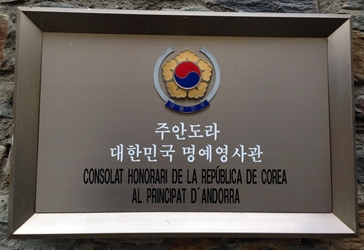 주안도라
대한민국 명예영사관
CONSOLAT HONORARI DE LA REPÚBLICA DE COREA
AL PRINCIPAT D´ANDORRA